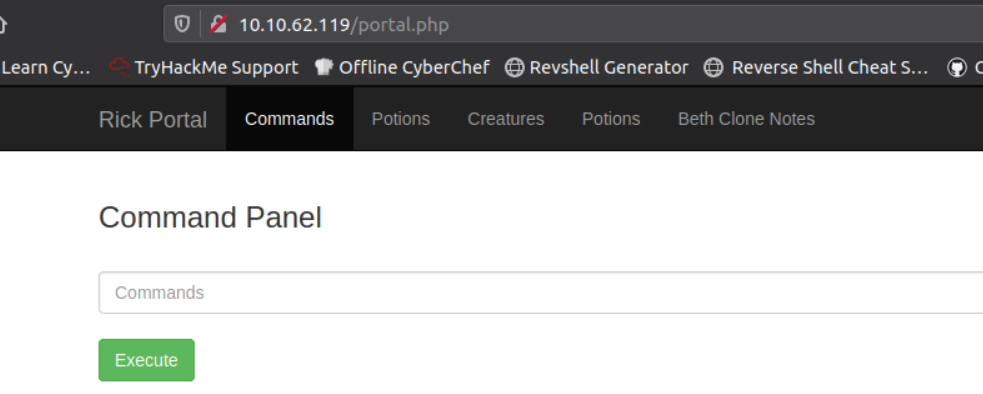 10.10.62.119/portal.php
Learn Cy... TryHackMe Support Offline CyberChef Revshell Generator Reverse Shell Cheat S...
Rick Portal Commands Potions Creatures Potions Beth Clone Notes
Command Panel
Commands
Execute